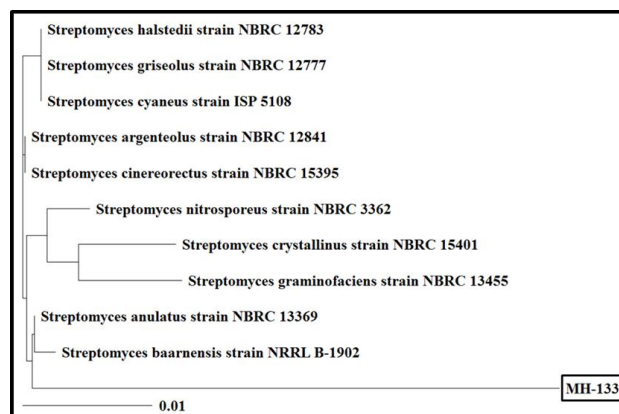 Streptomyces halstedii strain NBRC 12783
Streptomyces griseolus strain NBRC 12777
Streptomyces cyaneus strain ISP 5108
Streptomyces argenteolus strain NBRC 12841
Streptomyces cinereorectus strain NBRC 15395
Streptomyces nitrosporeus strain NBRC 3362
Streptomyces crystallinus strain NBRC 15401
Streptomyces graminofaciens strain NBRC 13455
Streptomyces anulatus strain NBRC 13369
Streptomyces baarnensis strain NRRL B-1902
MH-133
0.01